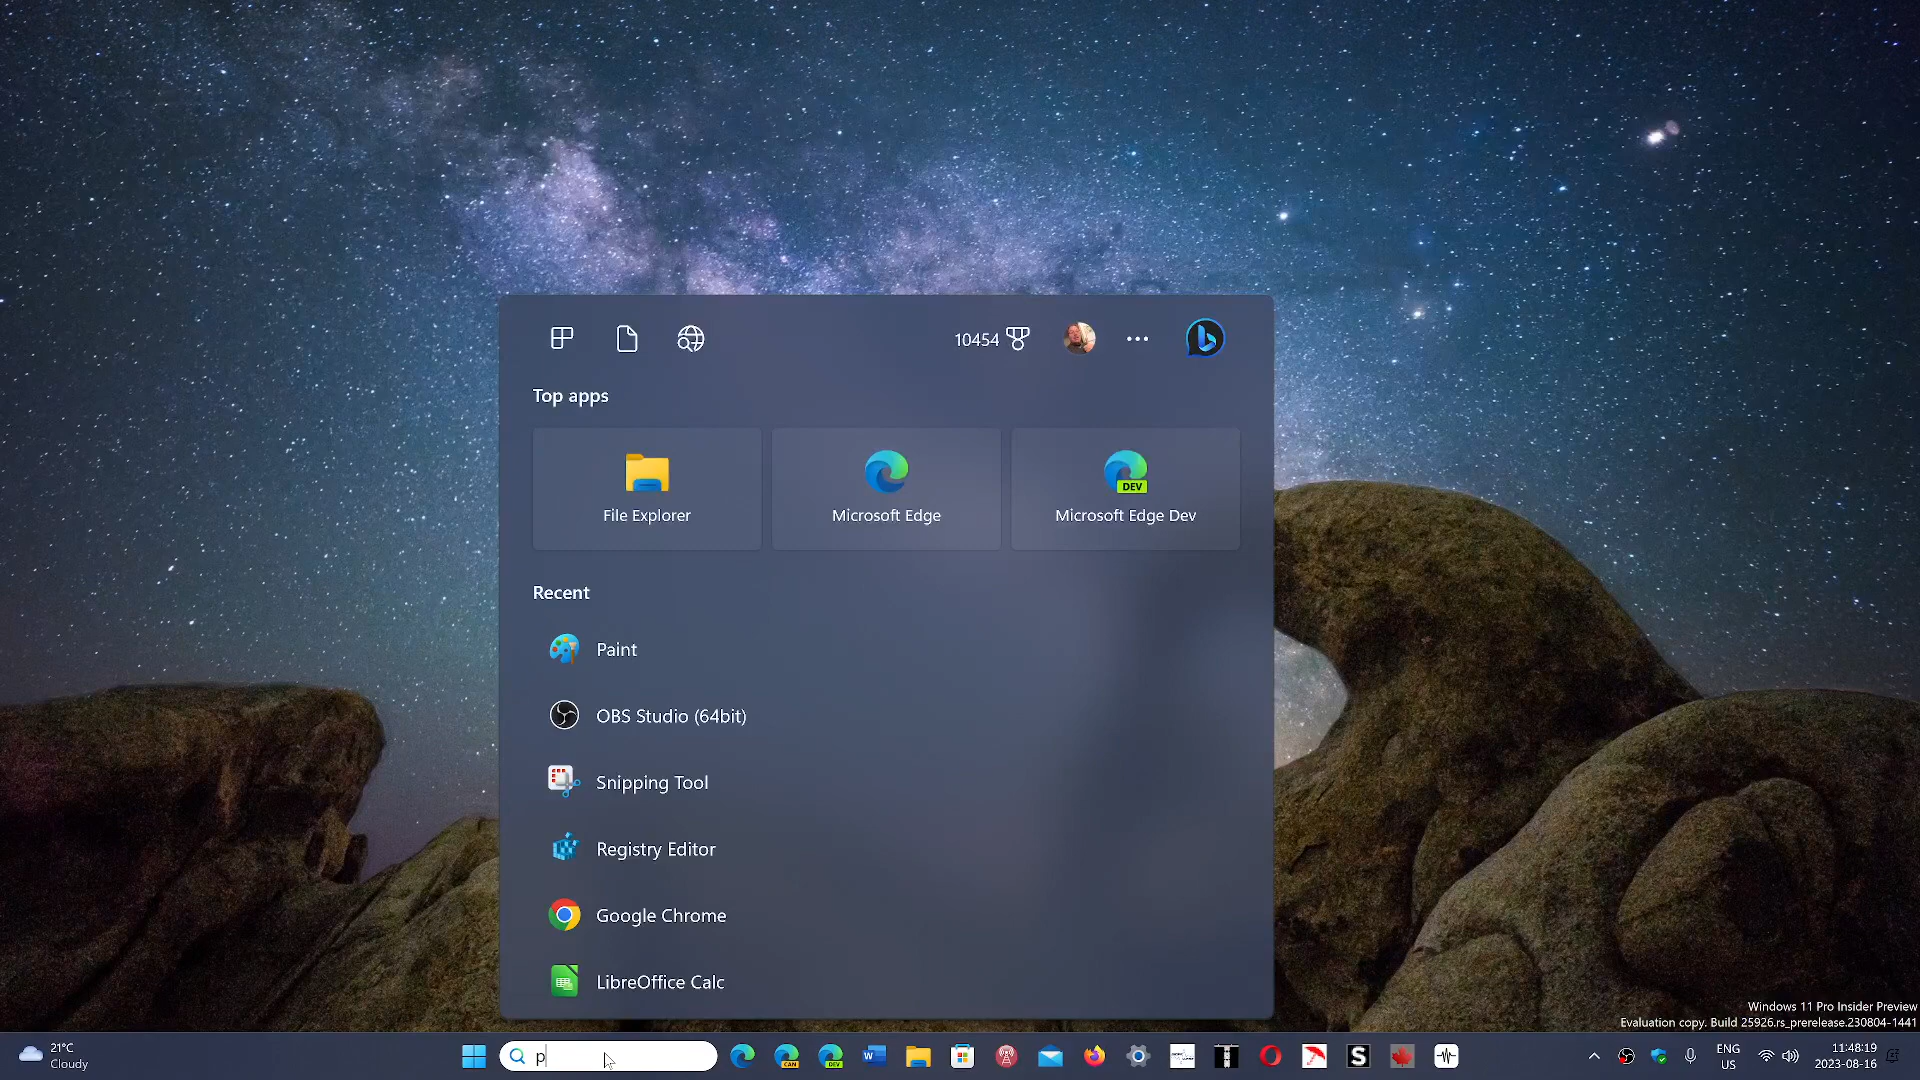 10454
Top apps
File Explorer
Microsoft Edge
DEV
Microsoft Edge Dev
Recent
Paint
OBS Studio (64bit)
Snipping Tool
Registry Editor
Google Chrome
LibreOffice Calc
Windows 11 Pro Insider Preview
Evaluation copy. Build 25926.rs_prerelease.230804-1441
21°C
Cloudy
p
CAN
DEV
W
S
ENG
US
11:48:19
2023-08-16